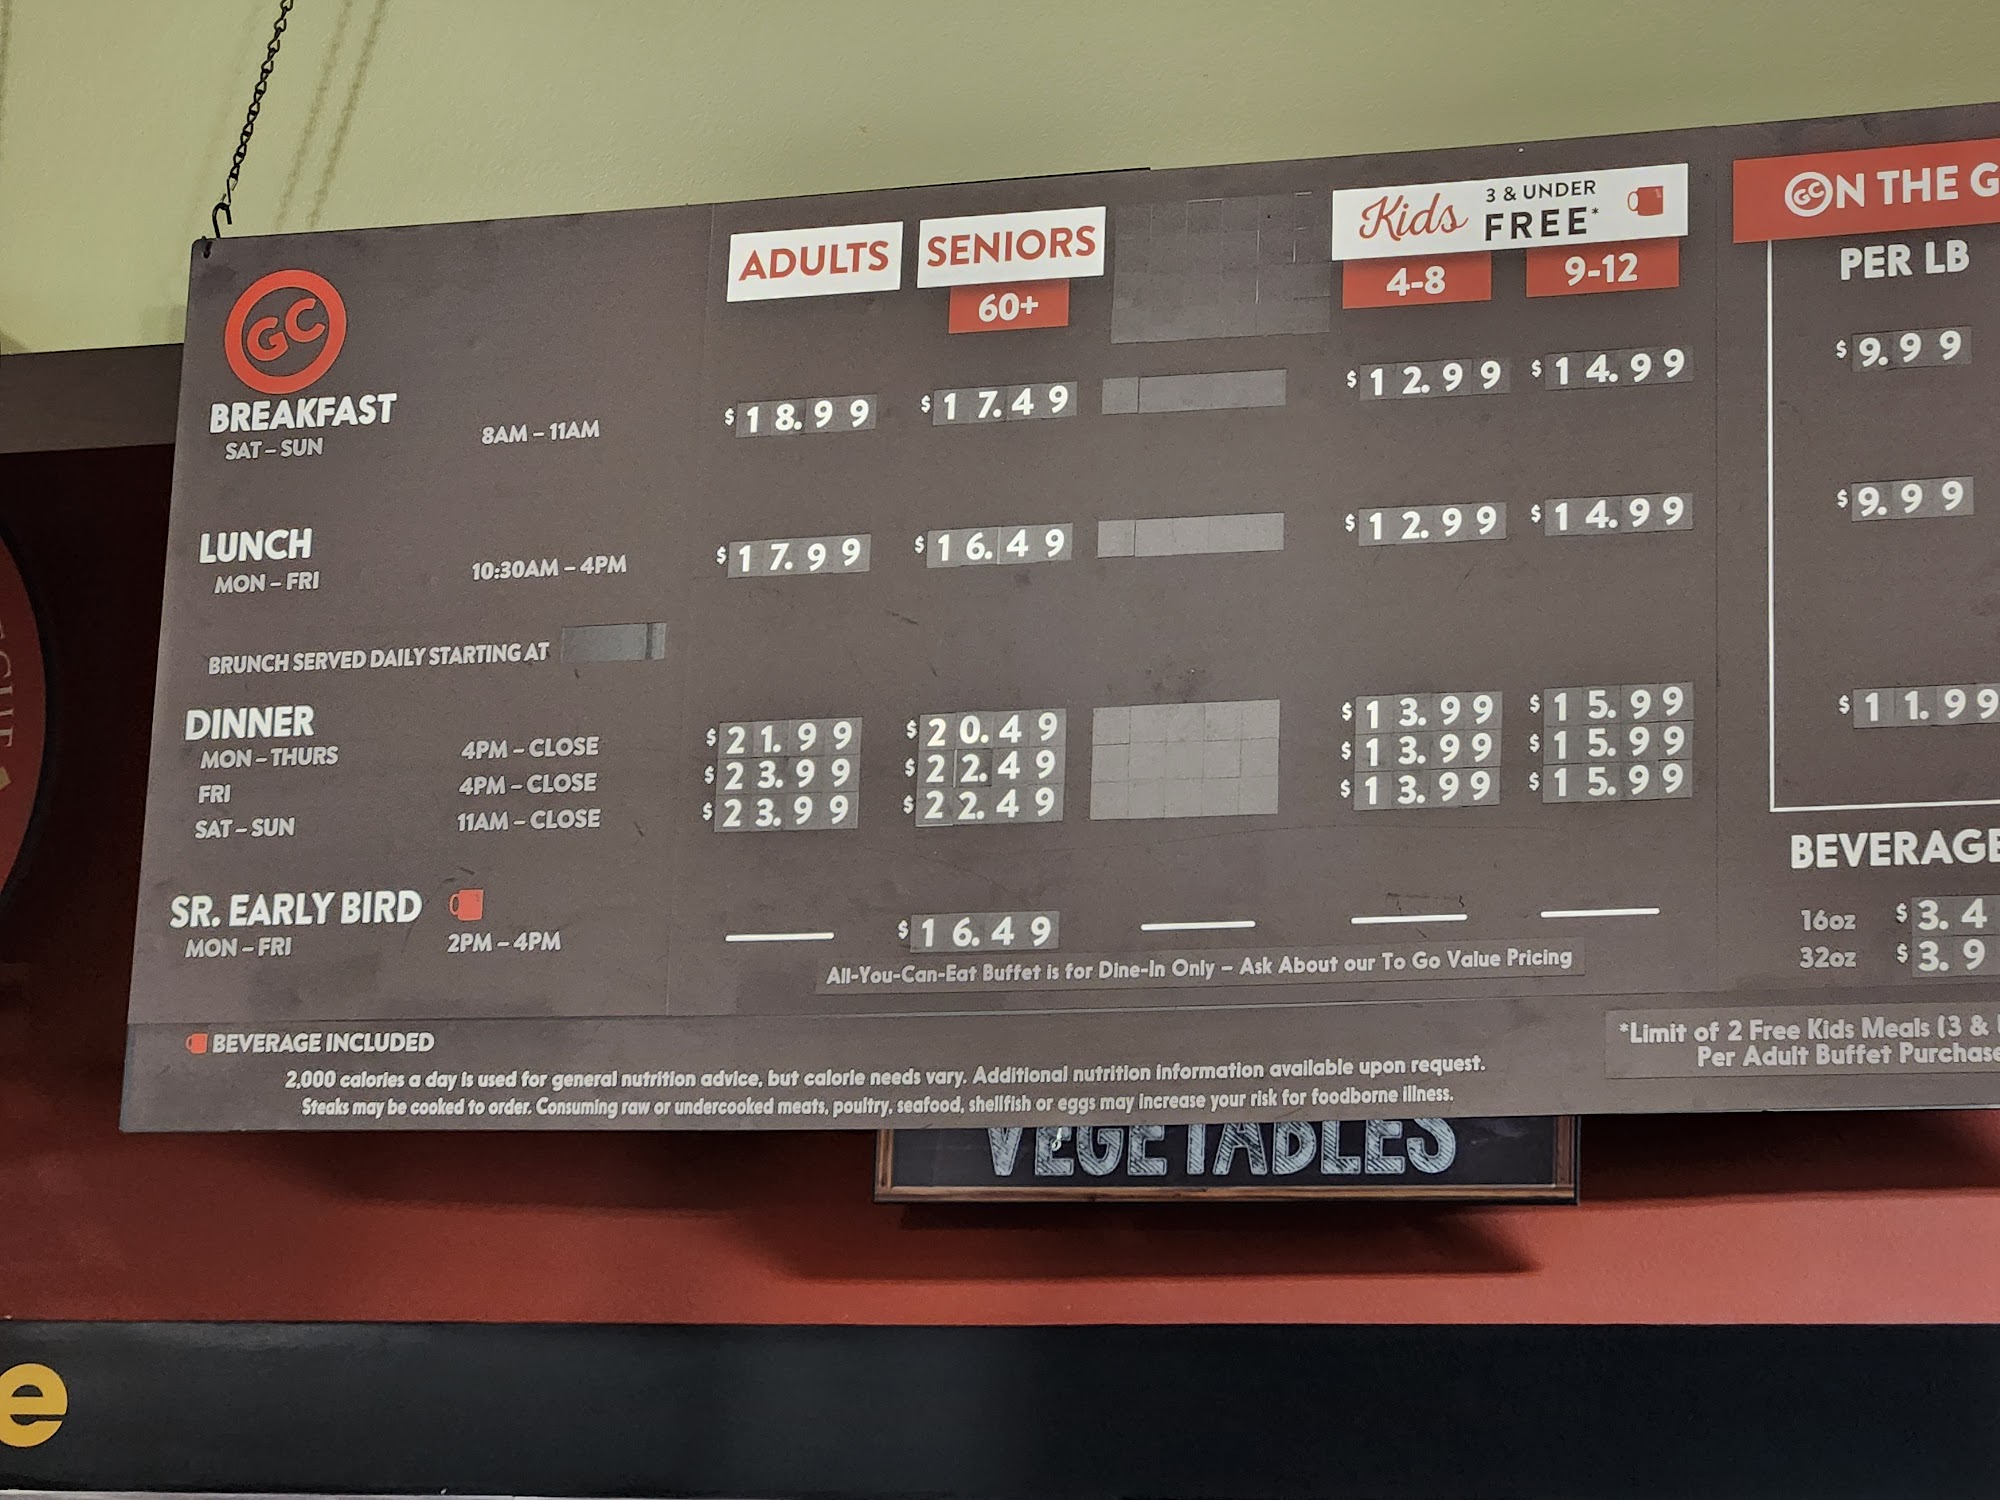 ADULTS SENIORS Kids 3 & UNDER FREE* GC ON THE G
60+ 4-8 9-12 PER LB
GC
BREAKFAST
SAT – SUN 8AM – 11AM $18.99 $17.49 $12.99 $14.99 $9.99
LUNCH
MON – FRI 10:30AM – 4PM $17.99 $16.49 $12.99 $14.99 $9.99
BRUNCH SERVED DAILY STARTING AT
DINNER
MON – THURS 4PM – CLOSE $21.99 $20.49 $13.99 $15.99 $11.99
FRI 4PM – CLOSE $23.99 $22.49 $13.99 $15.99
SAT – SUN 11AM – CLOSE $23.99 $22.49 $13.99 $15.99
SR. EARLY BIRD
MON – FRI 2PM – 4PM $16.49
All-You-Can-Eat Buffet is for Dine-In Only – Ask About our To Go Value Pricing
BEVERAGE
16oz $3.4
32oz $3.9
BEVERAGE INCLUDED
*Limit of 2 Free Kids Meals (3 &
Per Adult Buffet Purchase
2,000 calories a day is used for general nutrition advice, but calorie needs vary. Additional nutrition information available upon request.
Steaks may be cooked to order. Consuming raw or undercooked meats, poultry, seafood, shellfish or eggs may increase your risk for foodborne illness.
VEGETABLES
e